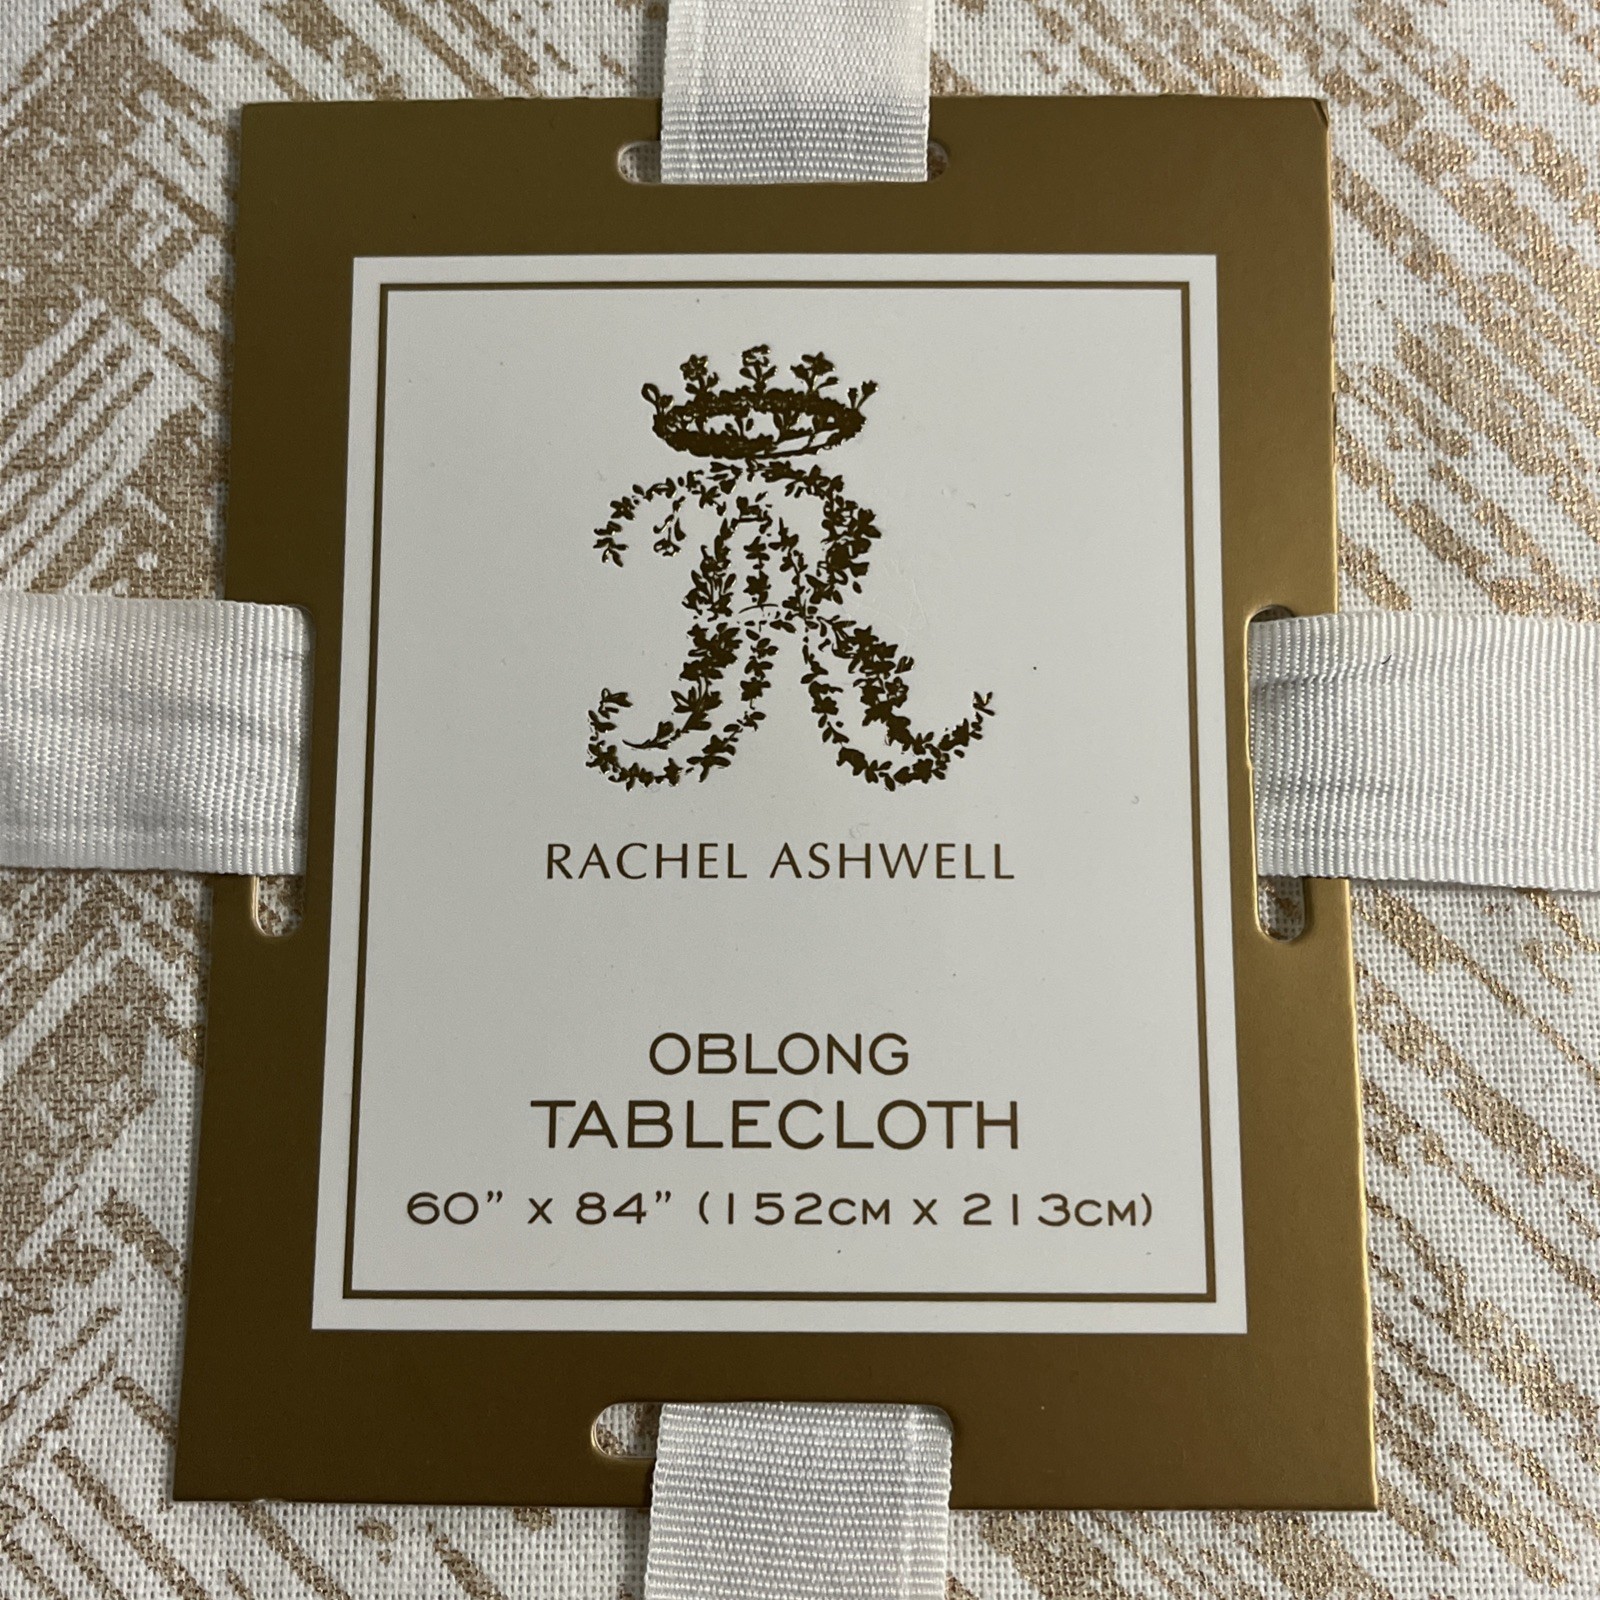 R
RACHEL ASHWELL
OBLONG
TABLECLOTH
60” X 84” (152CM X 213CM)